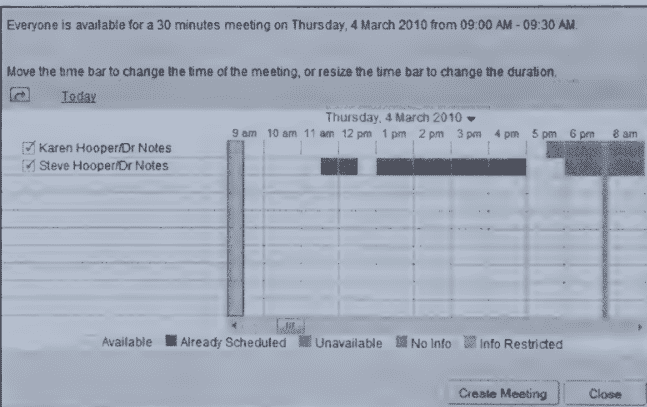 Everyone is available for a 30 minutes meeting on Thursday, 4 March 2010 from 09:00 AM - 09:30 AM.
Move the time bar to change the time of the meeting, or resize the time bar to change the duration.
Today
Thursday, 4 March 2010
9 am 10 am 11 am 12 pm 1 pm 2 pm 3 pm 4 pm 5 pm 6 pm 8 am
Karen Hooper/Dr Notes
Steve Hooper/Dr Notes
Available Already Scheduled Unavailable No Info Info Restricted
Create Meeting Close